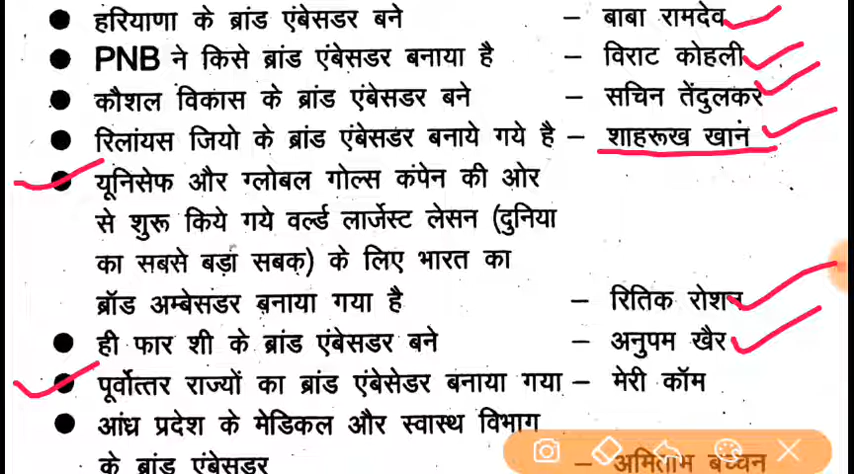 ● हरियाणा के ब्रांड एंबेसडर बने – बाबा रामदेव
● PNB ने किसे ब्रांड एंबेसडर बनाया है – विराट कोहली
● कौशल विकास के ब्रांड एंबेसडर बने – सचिन तेंदुलकर
● रिलांयस जियो के ब्रांड एंबेसडर बनाये गये है – शाहरूख खान
● यूनिसेफ और ग्लोबल गोल्स कंपेन की ओर
से शुरू किये गये वर्ल्ड लार्जेस्ट लेसन (दुनिया
का सबसे बड़ा सबक) के लिए भारत का
ब्रॉड अम्बेसंडर बनाया गया है – रितिक रोशन
● ही फार शी के ब्रांड एंबेसडर बने – अनुपम खैर
● पूर्वोत्तर राज्यों का ब्रांड एंबेसेडर बनाया गया – मेरी कॉम
● आंध्र प्रदेश के मेडिकल और स्वास्थ विभाग
के ब्रांड एंबेसडर – अमिताभ बच्चन